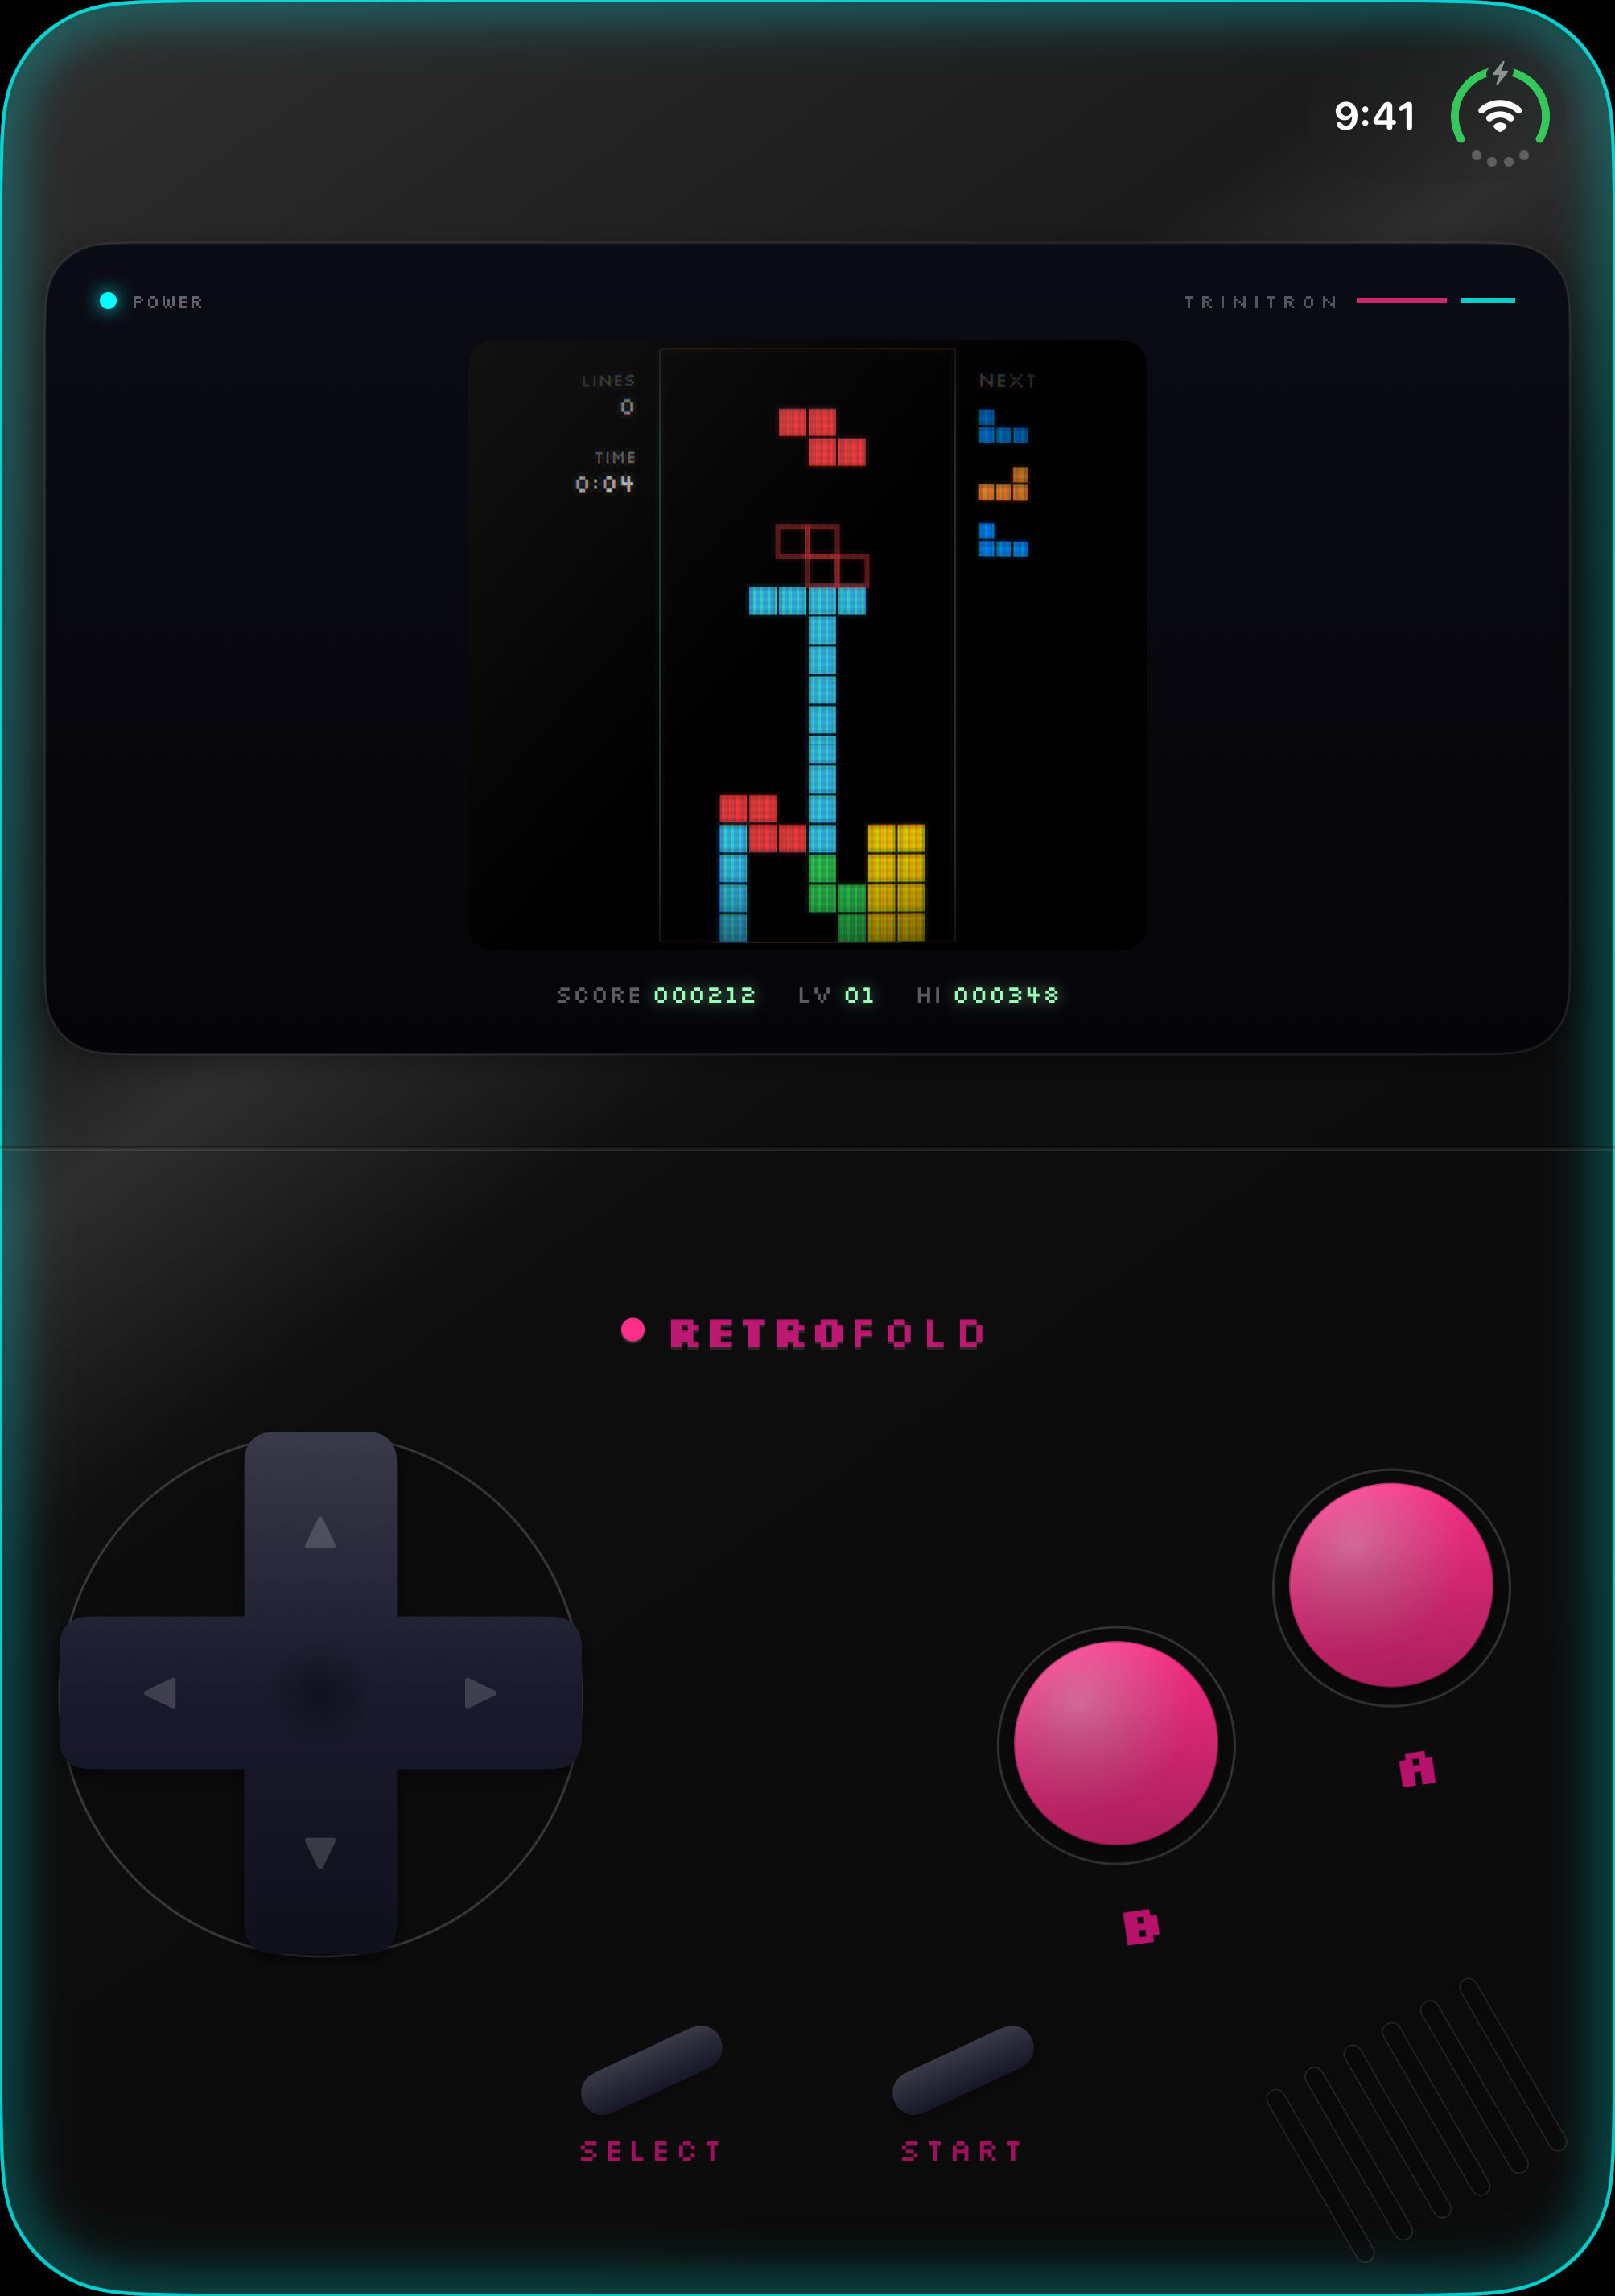 9:41
POWER
TRINITRON
LINES
0
TIME
0:04
NEXT
SCORE 000212 LV 01 HI 000348
RETROFOLD
A
B
SELECT
START